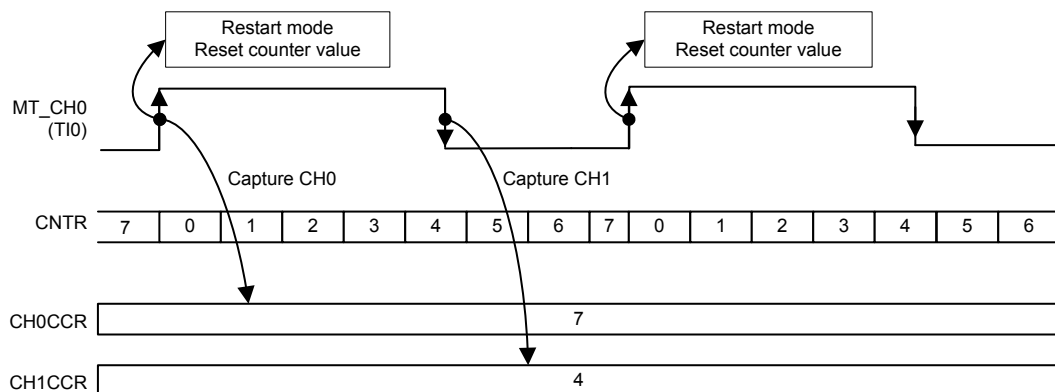 Restart mode
Reset counter value
Restart mode
Reset counter value
MT_CH0
(TI0)
Capture CH0
Capture CH1
CNTR 7 0 1 2 3 4 5 6 7 0 1 2 3 4 5 6
CH0CCR 7
CH1CCR 4